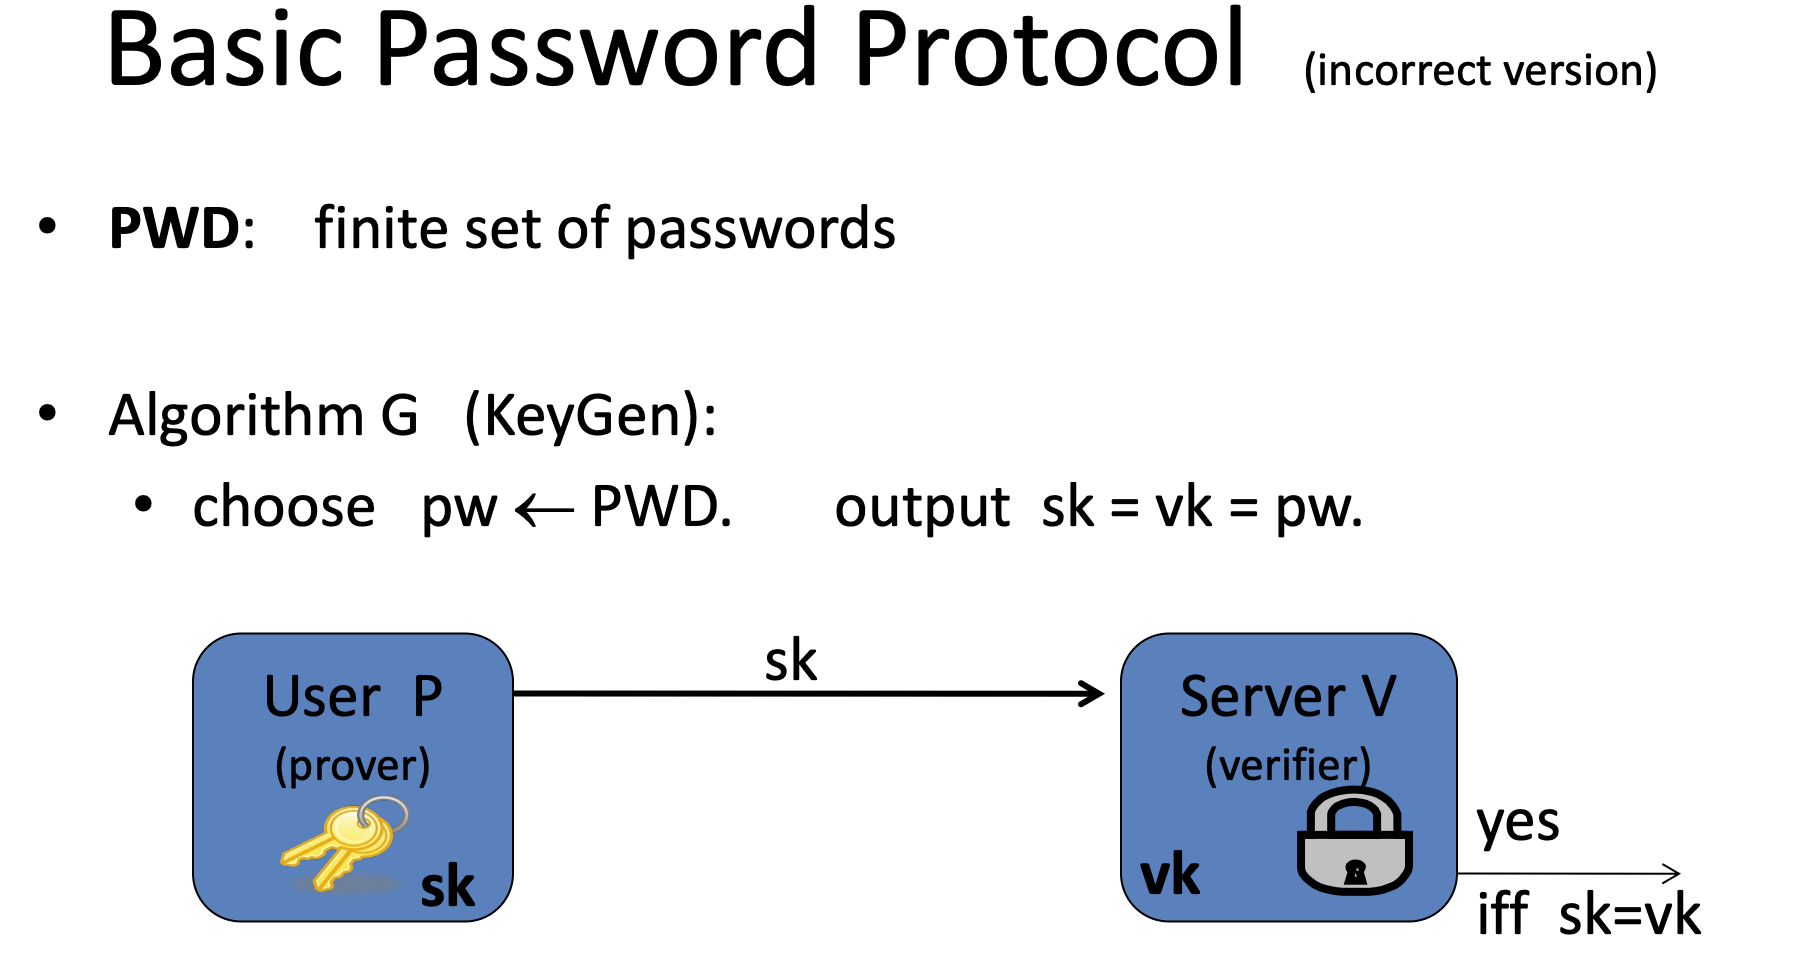 Basic Password Protocol (incorrect version)
• PWD: finite set of passwords
• Algorithm G (KeyGen):
• choose pw ← PWD. output sk = vk = pw.
sk
User P
(prover)
sk
Server V
(verifier)
vk
yes
iff sk=vk